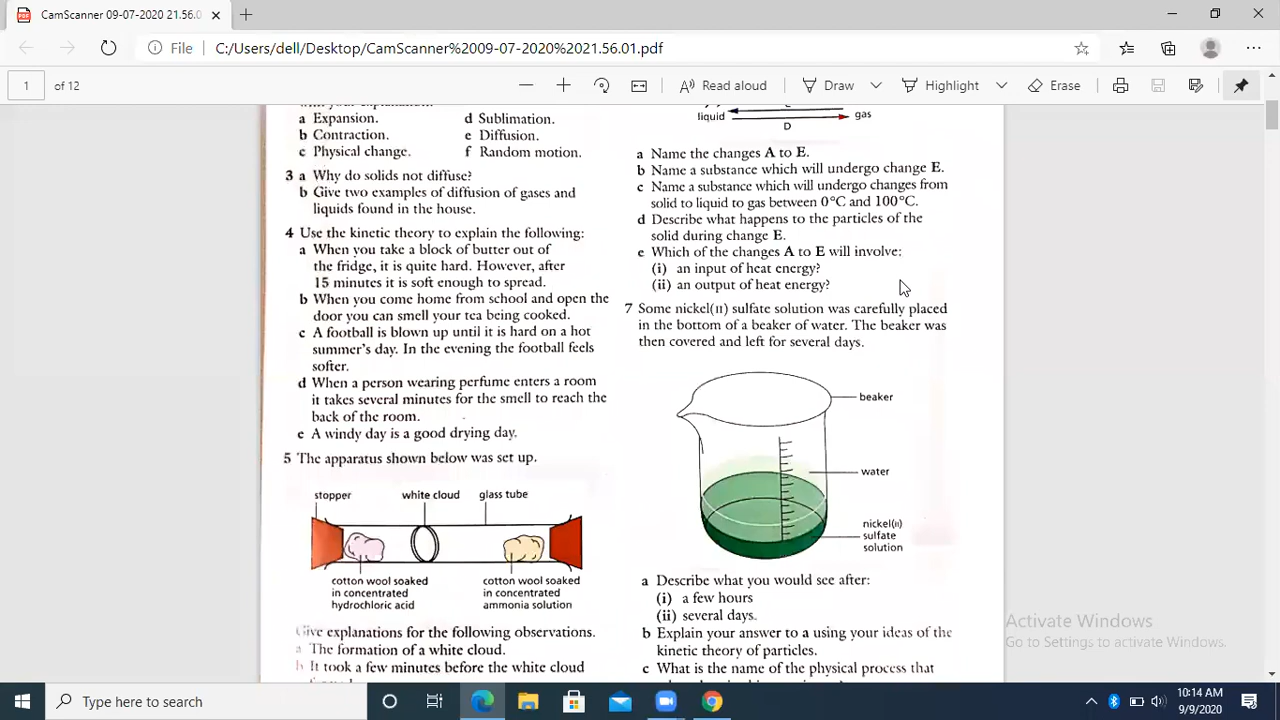 CamScanner 09-07-2020 21.56.0
File
C:/Users/dell/Desktop/CamScanner%2009-07-2020%2021.56.01.pdf
1 of 12
Read aloud
Draw
Highlight
Erase
a Expansion.
b Contraction.
c Physical change.
d Sublimation.
e Diffusion.
f Random motion.
3 a Why do solids not diffuse?
b Give two examples of diffusion of gases and
liquids found in the house.
4 Use the kinetic theory to explain the following:
a When you take a block of butter out of
the fridge, it is quite hard. However, after
15 minutes it is soft enough to spread.
b When you come home from school and open the
door you can smell your tea being cooked.
c A football is blown up until it is hard on a hot
summer's day. In the evening the football feels
softer.
d When a person wearing perfume enters a room
it takes several minutes for the smell to reach the
back of the room.
e A windy day is a good drying day.
5 The apparatus shown below was set up.
stopper
white cloud
glass tube
cotton wool soaked
in concentrated
hydrochloric acid
cotton wool soaked
in concentrated
ammonia solution
Give explanations for the following observations.
a The formation of a white cloud.
b It took a few minutes before the white cloud
liquid
gas
D
a Name the changes A to E.
b Name a substance which will undergo change E.
c Name a substance which will undergo changes from
solid to liquid to gas between 0°C and 100°C.
d Describe what happens to the particles of the
solid during change E.
e Which of the changes A to E will involve:
(i) an input of heat energy?
(ii) an output of heat energy?
7 Some nickel(II) sulfate solution was carefully placed
in the bottom of a beaker of water. The beaker was
then covered and left for several days.
beaker
water
nickel(II)
sulfate
solution
a Describe what you would see after:
(i) a few hours
(ii) several days.
b Explain your answer to a using your ideas of the
kinetic theory of particles.
c What is the name of the physical process that
Activate Windows
Go to Settings to activate Windows.
Type here to search
10:14 AM
9/9/2020